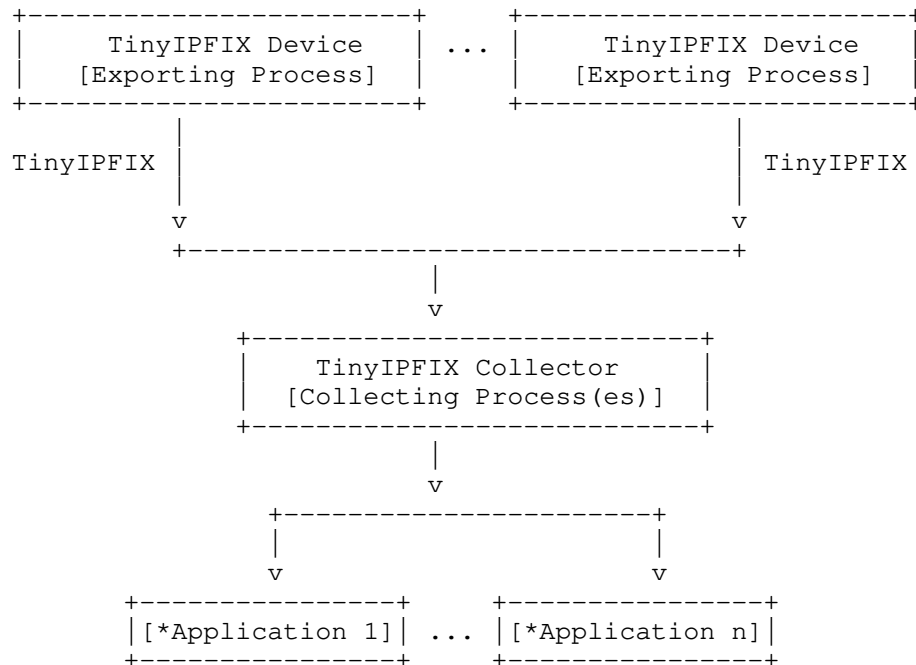 TinyIPFIX Device ... TinyIPFIX Device
[Exporting Process] [Exporting Process]
TinyIPFIX TinyIPFIX
TinyIPFIX Collector
[Collecting Process(es)]
[*Application 1] ... [*Application n]